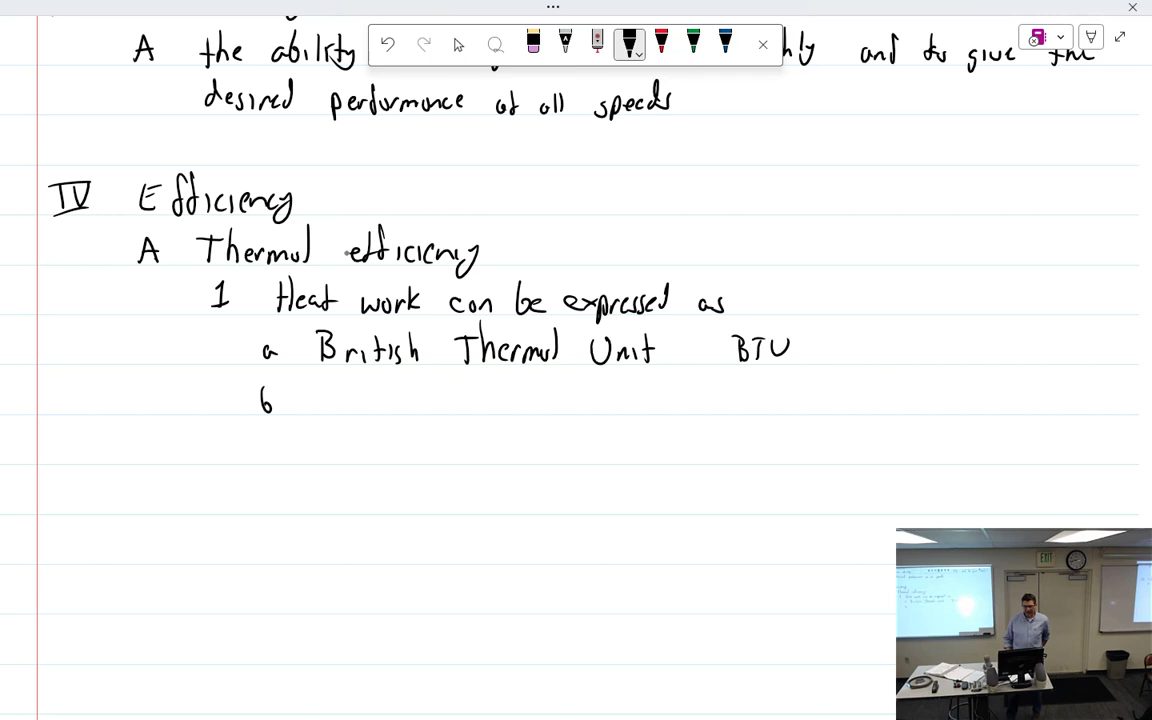 A the ability hly and to give the
desired performance at all speeds
IV Efficiency
A Thermal efficiency
1 Heat work can be expressed as
a British Thermal Unit BTU
b
EXIT